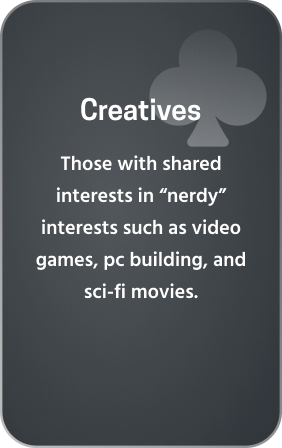 Creatives
Those with shared
interests in “nerdy”
interests such as video
games, pc building, and
sci-fi movies.